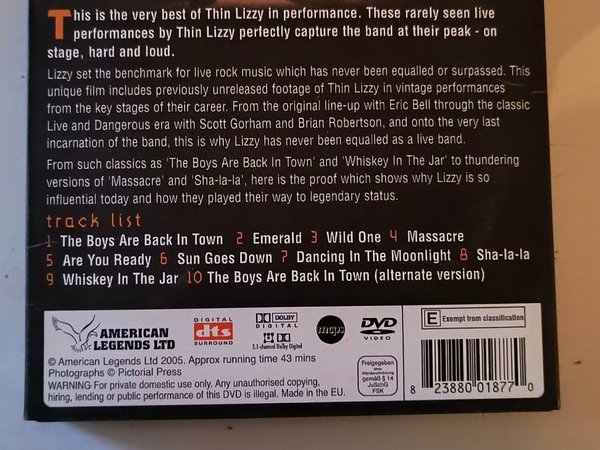 This is the very best of Thin Lizzy in performance. These rarely seen live
performances by Thin Lizzy perfectly capture the band at their peak - on
stage, hard and loud.
Lizzy set the benchmark for live rock music which has never been equalled or surpassed. This
unique film includes previously unreleased footage of Thin Lizzy in vintage performances
from the key stages of their career. From the original line-up with Eric Bell through the classic
Live and Dangerous era with Scott Gorham and Brian Robertson, and onto the very last
incarnation of the band, this is why Lizzy has never been equalled as a live band.
From such classics as 'The Boys Are Back In Town' and 'Whiskey In The Jar' to thundering
versions of 'Massacre' and 'Sha-la-la', here is the proof which shows why Lizzy is so
influential today and how they played their way to legendary status.
track list
1 The Boys Are Back In Town 2 Emerald 3 Wild One 4 Massacre
5 Are You Ready 6 Sun Goes Down 7 Dancing In The Moonlight 8 Sha-la-la
9 Whiskey In The Jar 10 The Boys Are Back In Town (alternate version)
AMERICAN
LEGENDS LTD
DIGITAL
dts
SURROUND
DOLBY
DIGITAL
5.1-channel Dolby Digital
mcps
DVD
VIDEO
E Exempt from classification
© American Legends Ltd 2005. Approx running time 43 mins
Photographs © Pictorial Press
WARNING-For private domestic use only. Any unauthorised copying,
hiring, lending or public performance of this DVD is illegal. Made in the EU.
Freigegeben
ohne
Altersbeschränkung
gemäß § 14
JuSchG
FSK
8 23880 01877 0